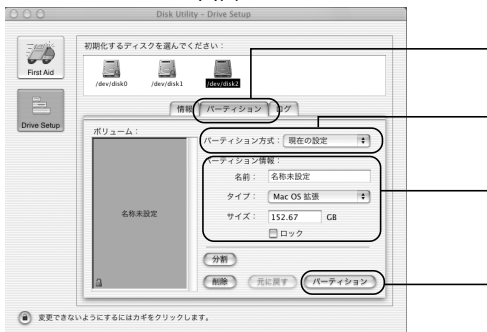 Disk Utility – Drive Setup
初期化するディスクを選んでください：
First Aid
/dev/disk0 /dev/disk1 /dev/disk2
情報 パーティション ログ
Drive Setup
ボリューム：
パーティション方式： 現在の設定
パーティション情報：
名前： 名称未設定
タイプ： Mac OS 拡張
名称未設定
サイズ： 152.67 GB
ロック
分割
削除 元に戻す パーティション
変更できないようにするにはカギをクリックします。